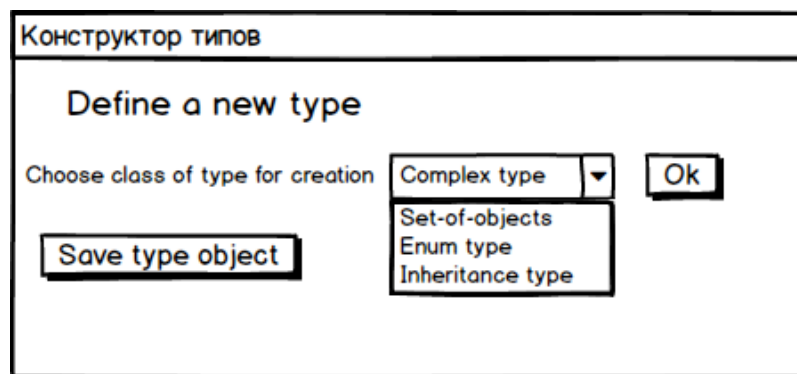 Конструктор типов
Define a new type
Choose class of type for creation Complex type Ok
Set-of-objects
Enum type
Inheritance type
Save type object